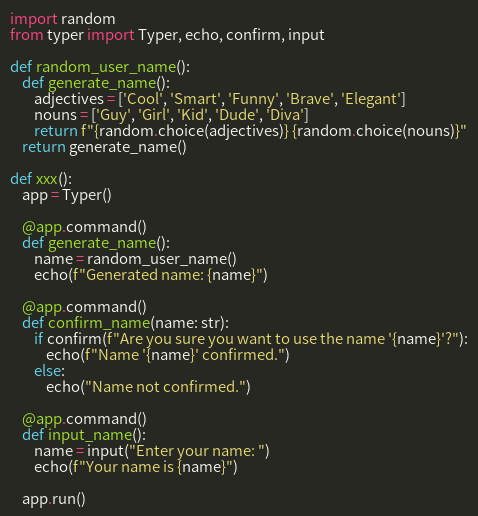 import random
from typer import Typer, echo, confirm, input

def random_user_name():
    def generate_name():
        adjectives = ['Cool', 'Smart', 'Funny', 'Brave', 'Elegant']
        nouns = ['Guy', 'Girl', 'Kid', 'Dude', 'Diva']
        return f"{random.choice(adjectives)} {random.choice(nouns)}"
    return generate_name()

def xxx():
    app = Typer()

    @app.command()
    def generate_name():
        name = random_user_name()
        echo(f"Generated name: {name}")

    @app.command()
    def confirm_name(name: str):
        if confirm(f"Are you sure you want to use the name '{name}'?"):
            echo(f"Name '{name}' confirmed.")
        else:
            echo("Name not confirmed.")

    @app.command()
    def input_name():
        name = input("Enter your name: ")
        echo(f"Your name is {name}")

    app.run()